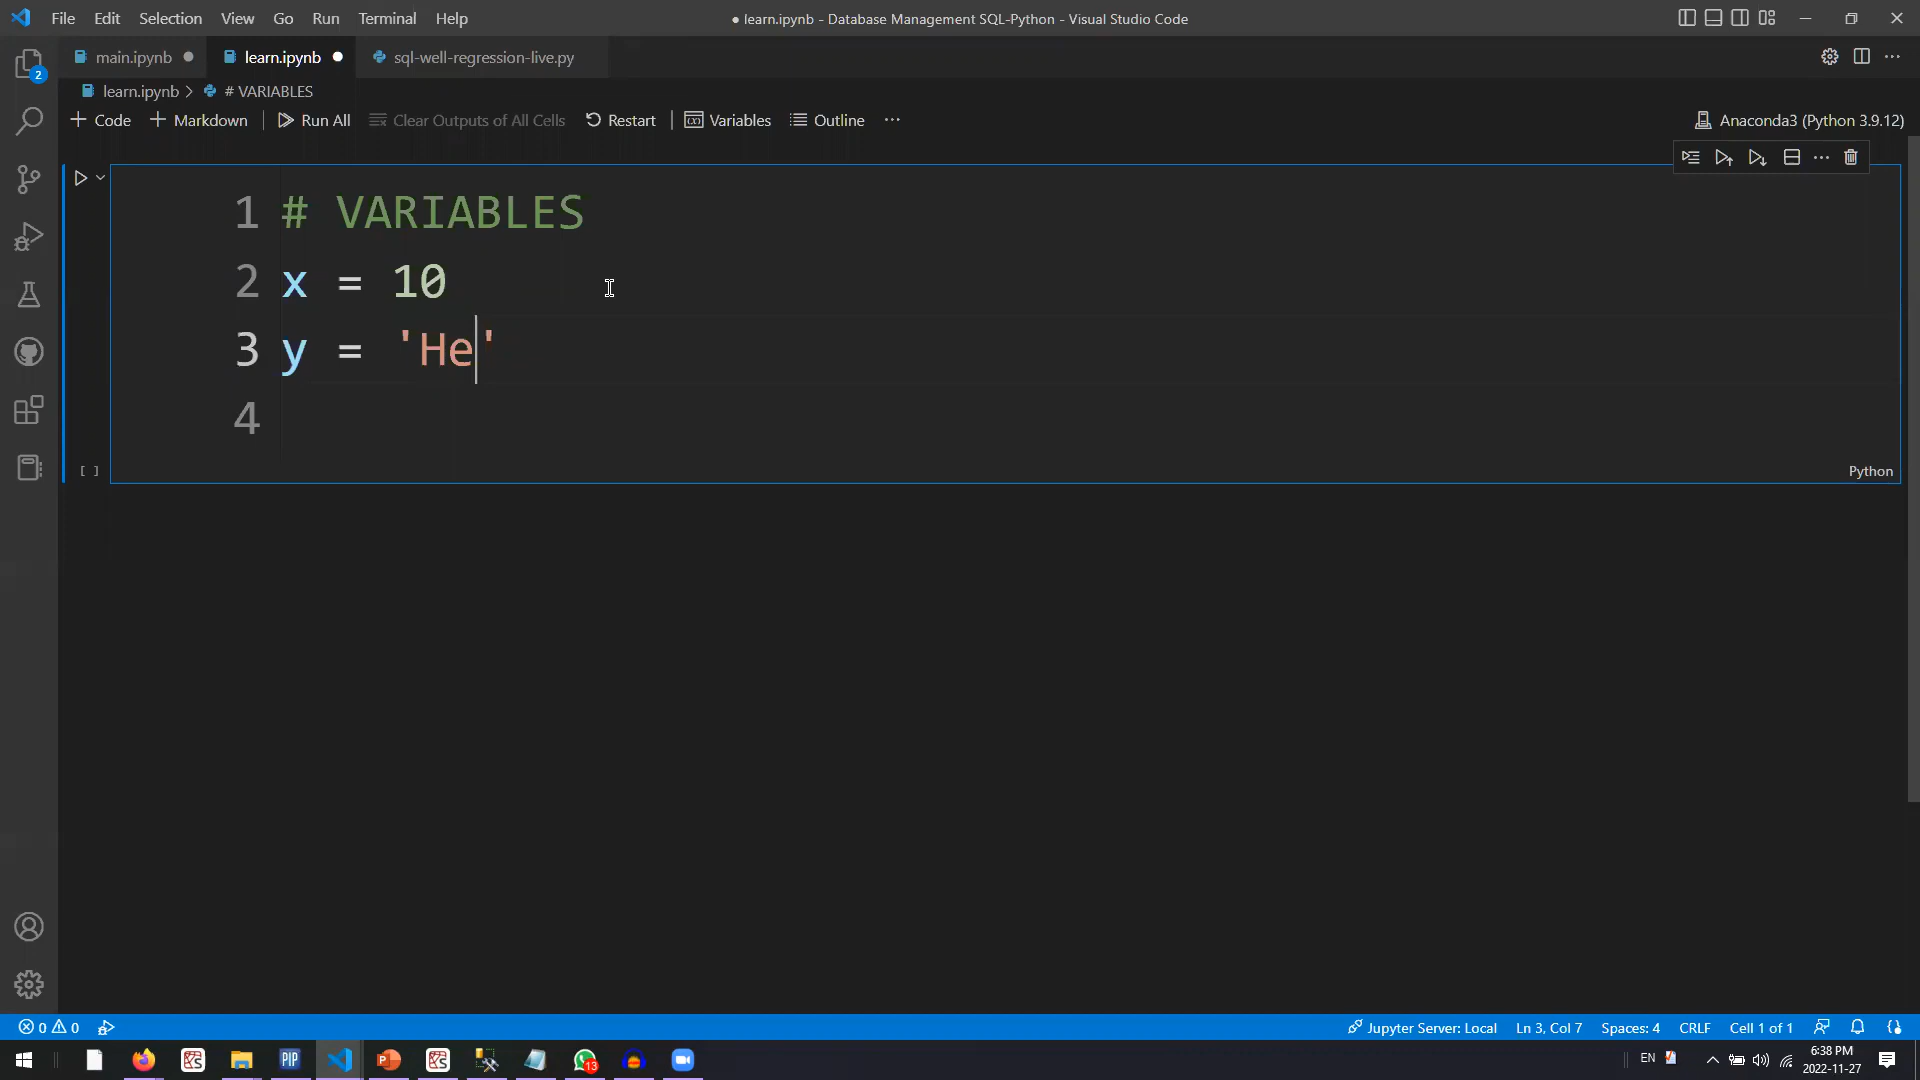 File Edit Selection View Go Run Terminal Help
● learn.ipynb - Database Management SQL-Python - Visual Studio Code
main.ipynb learn.ipynb sql-well-regression-live.py
learn.ipynb > # VARIABLES
+ Code + Markdown Run All Clear Outputs of All Cells Restart Variables Outline ...
Anaconda3 (Python 3.9.12)
1 # VARIABLES
2 x = 10
3 y = 'He'
4
[ ]
Python
2
0 0
Jupyter Server: Local Ln 3, Col 7 Spaces: 4 CRLF Cell 1 of 1
PIP
13
EN
6:38 PM
2022-11-27